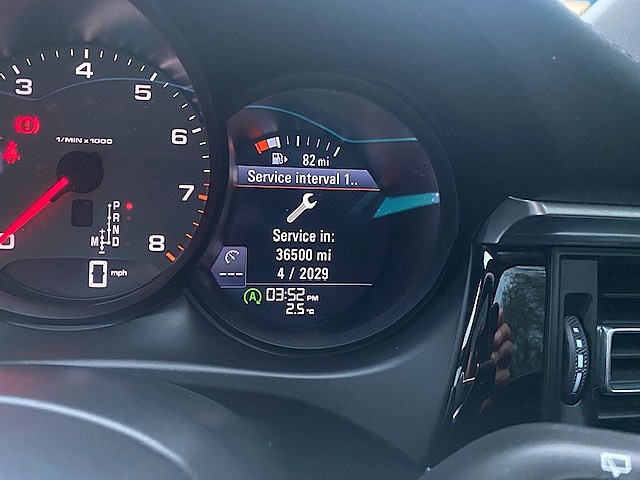 3
4
5
6
7
8
1/MIN x 1000
P
R
N
M D
0 mph
82 mi
Service interval 1..
Service in:
36500 mi
4 / 2029
---
A 03:52 PM
2.5 °C